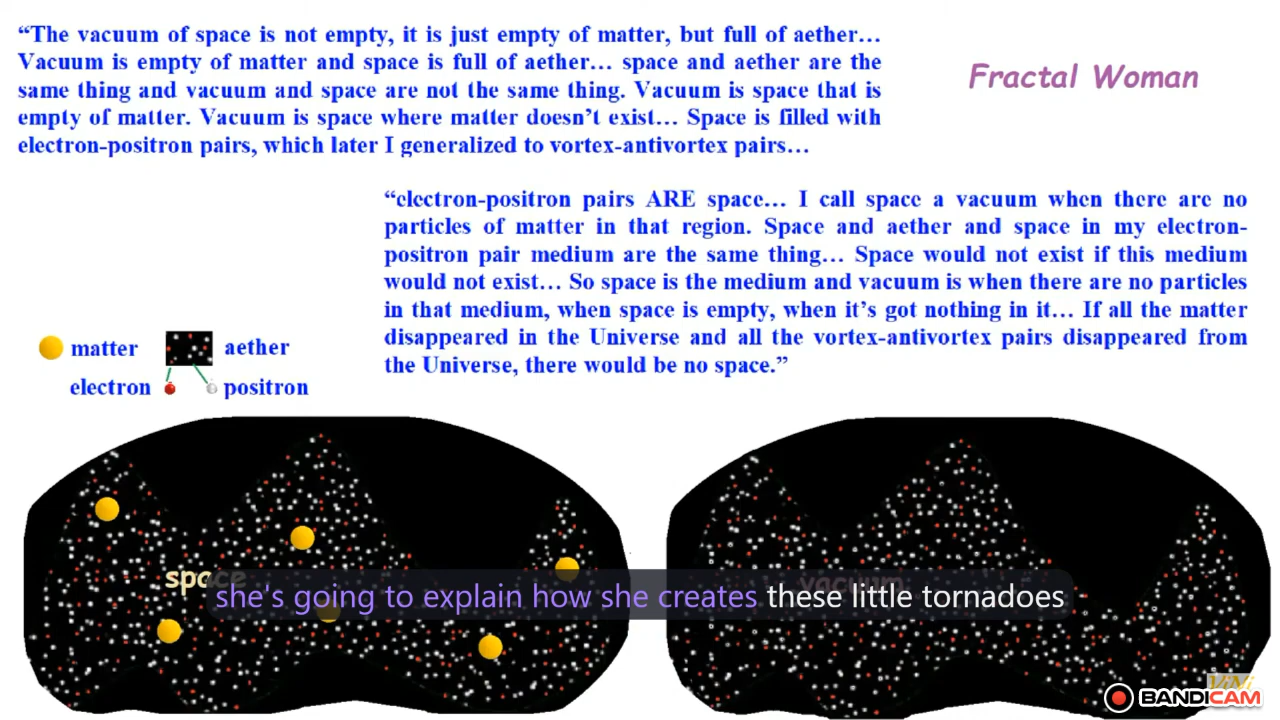 “The vacuum of space is not empty, it is just empty of matter, but full of aether…
Vacuum is empty of matter and space is full of aether… space and aether are the
same thing and vacuum and space are not the same thing. Vacuum is space that is
empty of matter. Vacuum is space where matter doesn’t exist… Space is filled with
electron-positron pairs, which later I generalized to vortex-antivortex pairs…
Fractal Woman
“electron-positron pairs ARE space… I call space a vacuum when there are no
particles of matter in that region. Space and aether and space in my electron-
positron pair medium are the same thing… Space would not exist if this medium
would not exist… So space is the medium and vacuum is when there are no particles
in that medium, when space is empty, when it’s got nothing in it… If all the matter
disappeared in the Universe and all the vortex-antivortex pairs disappeared from
the Universe, there would be no space.”
matter
aether
electron
positron
space
vacuum
she's going to explain how she creates these little tornadoes
ViNi
BANDICAM